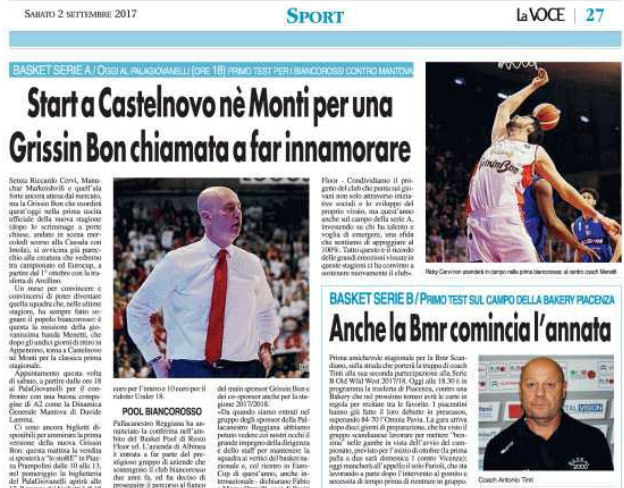 SABATO 2 SETTEMBRE 2017
SPORT
La VOCE | 27
BASKET SERIE A / OGGI AL PALAGIOVANELLI (ORE 18) PRIMO TEST PER I BIANCOROSSI CONTRO MANTOVA
Start a Castelnovo nè Monti per una
Grissin Bon chiamata a far innamorare
Senza Riccardo Cervi, Manu-
char Markoishvili e quell'ala
forte ancora attesa dal mercato,
ma la Grissin Bon che esordirà
quest'oggi nella prima uscita
ufficiale della nuova stagione
(dopo lo scrimmage a porte
chiuse, andato in scena mer-
coledì scorso alla Cassala con
Imola), si avvicina già parec-
chio alla creatura che vedremo
tra campionato ed Eurocup, a
partire dal 1° ottobre con la tra-
sferta di Avellino.
Un mese per convincere e
convincersi di poter diventare
quella squadra che, nelle ultime
stagioni, ha sempre fatto so-
gnare il popolo biancorosso: è
questa la missione della gio-
vanissima banda Menetti, che
dopo gli undici giorni di ritiro in
Appennino, torna a Castelnovo
nè Monti per la classica prima
stagionale.
Appuntamento questa volta
di sabato, a partire dalle ore 18
al PalaGiovanelli per il con-
fronto con una buona compa-
gine di A2 come la Dinamica
Generale Mantova di Davide
Lamma.
Ci sono ancora biglietti di-
sponibili per ammirare la prima
versione della nuova Grissin
Bon: questa mattina la vendita
si sposterà a
Prampolini dalle 10 alle 13,
nel pomeriggio la biglietteria
del PalaGiovanelli aprirà alle
euro per l'intero e 10 euro per il
ridotto Under 18.
POOL BIANCOROSSO
Pallacanestro Reggiana ha an-
nunciato la conferma nell'am-
bito del Basket Pool di Resin
Floor srl. L'azienda di Albinea
è entrata a far parte del pre-
stigioso gruppo di aziende che
sostengono il club biancorosso
due anni fa, ed ha deciso di
proseguire il percorso al fianco
del main sponsor Grissin Bon e
dei co-sponsor anche per la sta-
gione 2017/2018.
«Da quando siamo entrati nel
gruppo degli sponsor della Pal-
lacanestro Reggiana abbiamo
potuto vedere coi nostri occhi il
grande impegno della dirigenza
e dello staff per mantenere la
squadra ai vertici del basket na-
zionale e, col rientro in Euro-
Cup di quest'anno, anche in-
ternazionale - dichiarano Fabio
Floor - Condividiamo il pro-
getto del club che punta sui gio-
vani non solo attraverso inizia-
tive sociali o lo sviluppo del
proprio vivaio, ma quest'anno
anche sul campo della serie A,
investendo su chi ha talento e
voglia di emergere, una sfida
che sentiamo di appoggiare al
100%. Tutto questo e il ricordo
delle grandi emozioni vissute in
queste stagioni ci ha convinto a
sostenere nuovamente il club».
Ricky Cervi non scenderà in campo nella prima biancorossa; al centro coach Menetti
BASKET SERIE B / PRIMO TEST SUL CAMPO DELLA BAKERY PIACENZA
Anche la Bmr comincia l'annata
Prima amichevole stagionale per la Bmr Scan-
diano, sulla strada che porterà la truppa di coach
Tinti alla sua seconda partecipazione alla Serie
B Old Wild West 2017/18. Oggi alle 18.30 è in
programma la trasferta di Piacenza, contro una
Bakery che nel prossimo torneo avrà le carte in
regola per recitare tra le favorite. I piacentini
hanno già fatto il loro debutto in precampionato,
superando 84-70 l'Omnia Pavia. La gara arriva
dopo dieci giorni di preparazione, che ha visto il
gruppo scandianese lavorare per mettere "ben-
zina" nelle gambe in vista dell'avvio del cam-
pionato, previsto per l'inizio di ottobre (la prima
palla a due sarà domenica 1 contro Vicenza);
oggi mancherà all'appello il solo Farioli, che sta
lavorando a parte dopo l'intervento al gomito e
necessita di tempo prima di rientrare in gruppo.
Coach Antonio Tinti